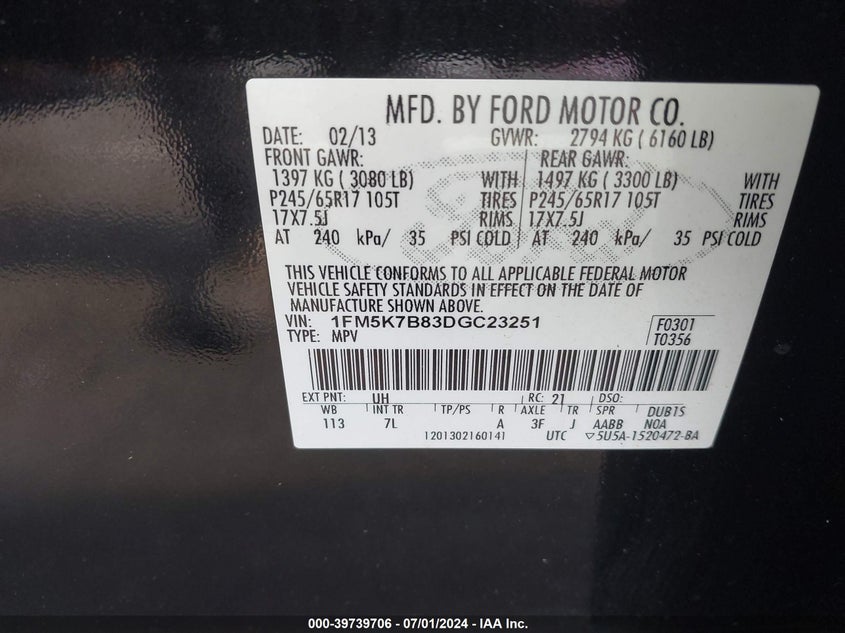 MFD. BY FORD MOTOR CO.
DATE: 02/13 GVWR: 2794 KG ( 6160 LB)
FRONT GAWR: REAR GAWR:
1397 KG ( 3080 LB) WITH 1497 KG ( 3300 LB) WITH
P245/65R17 105T TIRES P245/65R17 105T TIRES
17X7.5J RIMS 17X7.5J RIMS
AT 240 kPa/ 35 PSI COLD AT 240 kPa/ 35 PSI COLD
THIS VEHICLE CONFORMS TO ALL APPLICABLE FEDERAL MOTOR
VEHICLE SAFETY STANDARDS IN EFFECT ON THE DATE OF
MANUFACTURE SHOWN ABOVE.
VIN: 1FM5K7B83DGC23251 F0301
TYPE: MPV T0356
EXT PNT: UH RC: 21 DSO:
WB INT TR TP/PS R AXLE TR SPR DUB1S
113 7L A 3F J AABB NOA
1201302160141 UTC ▽5U5A-1520472-BA
Ford
000-39739706 - 07/01/2024 - IAA Inc.